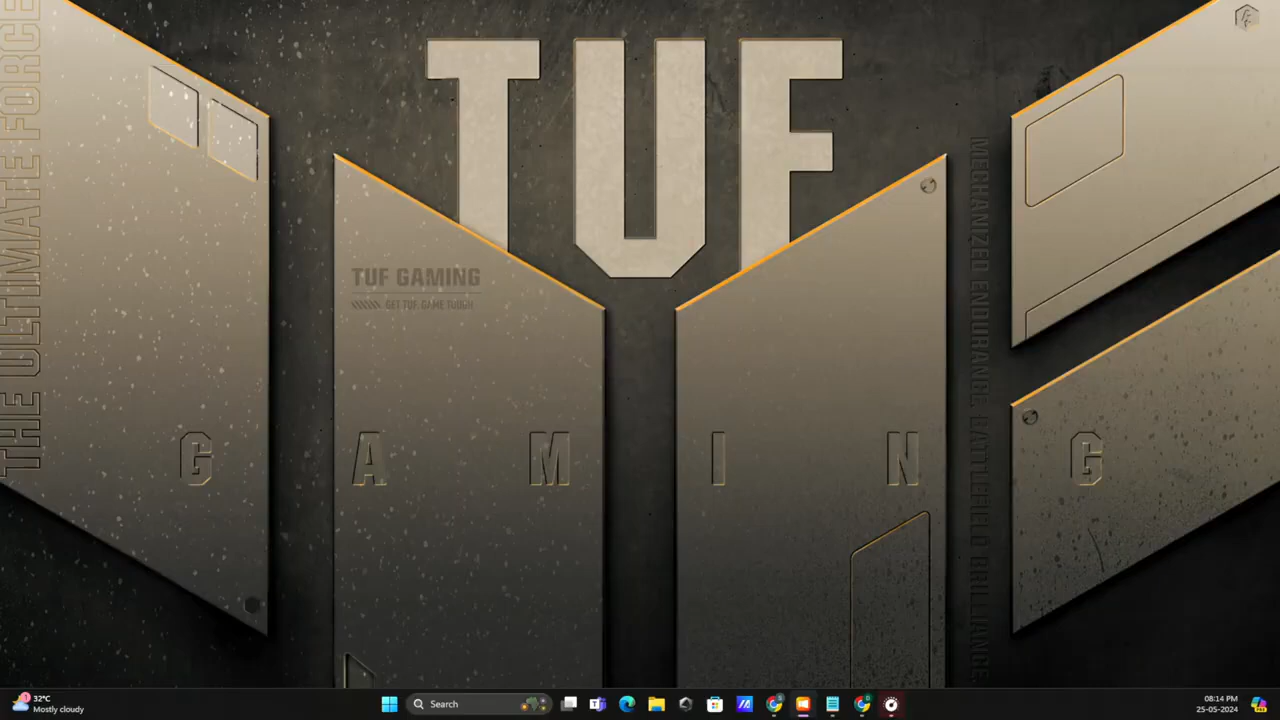 THE ULTIMATE FORCE
TUF
TUF GAMING
GET TUF. GAME TOUGH
GAMING
MECHANIZED ENDURANCE. BATTLEFIELD BRILLIANCE.
32°C
Mostly cloudy
Search
08:14 PM
25-05-2024